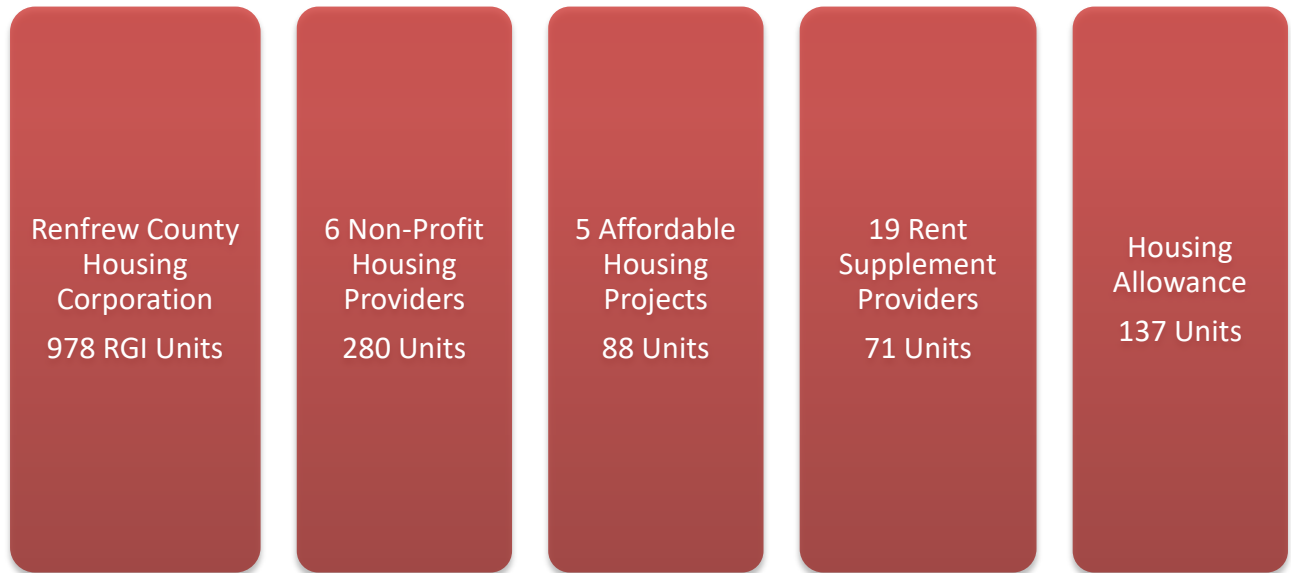 Renfrew County
Housing
Corporation
978 RGI Units
6 Non-Profit
Housing
Providers
280 Units
5 Affordable
Housing
Projects
88 Units
19 Rent
Supplement
Providers
71 Units
Housing
Allowance
137 Units